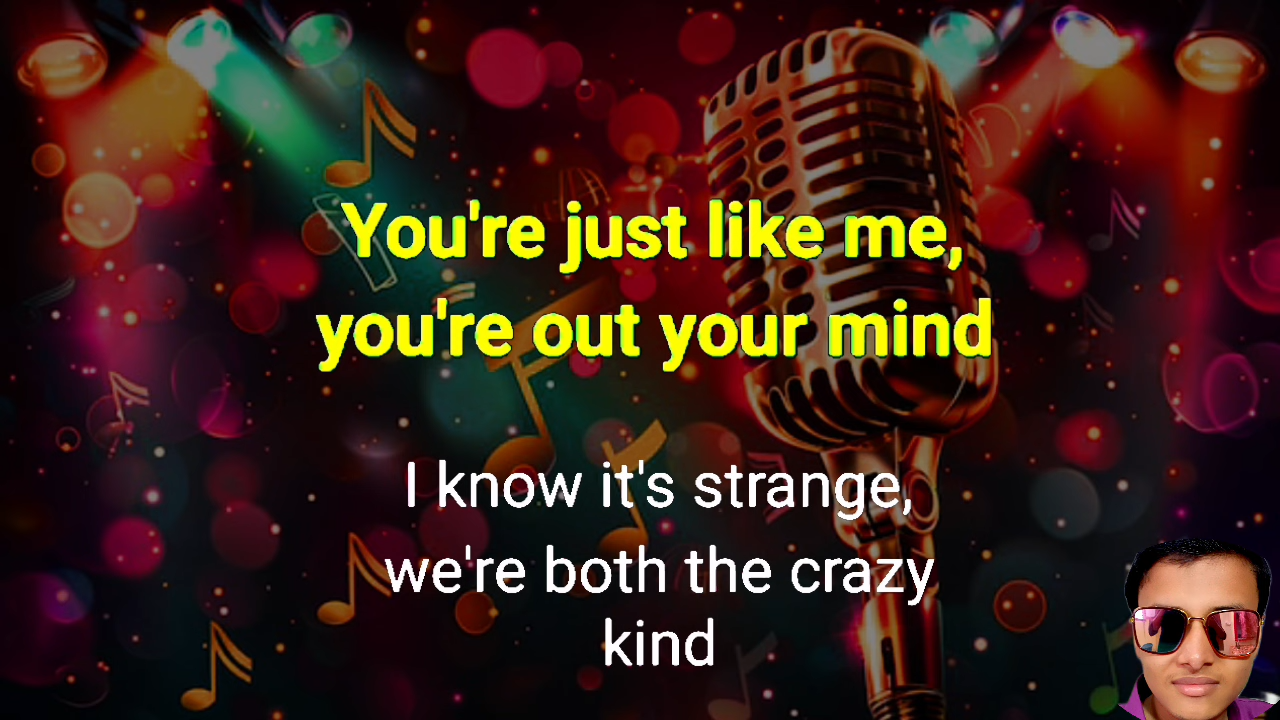 You're just like me,
you're out your mind
I know it's strange,
we're both the crazy
kind